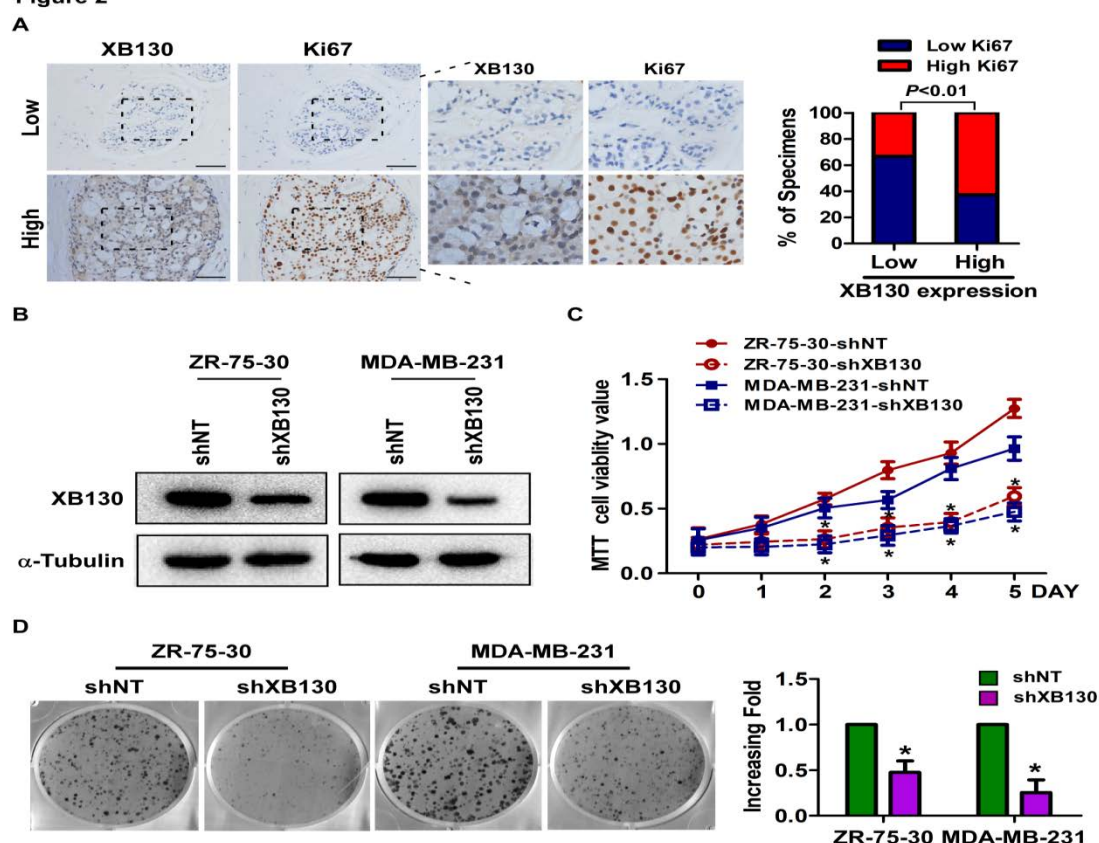 Figure 2
A
XB130 Ki67
XB130 Ki67
Low
High
Low Ki67
High Ki67
P<0.01
% of Specimens
100
80
60
40
20
0
Low High
XB130 expression
B
ZR-75-30 MDA-MB-231
shNT shXB130 shNT shXB130
XB130
α-Tubulin
C
ZR-75-30-shNT
ZR-75-30-shXB130
MDA-MB-231-shNT
MDA-MB-231-shXB130
MTT cell viablity value
1.5
1.0
0.5
0.0
* * * *
* * * *
0 1 2 3 4 5 DAY
D
ZR-75-30 MDA-MB-231
shNT shXB130 shNT shXB130
shNT
shXB130
Increasing Fold
1.5
1.0
0.5
0.0
* *
ZR-75-30 MDA-MB-231